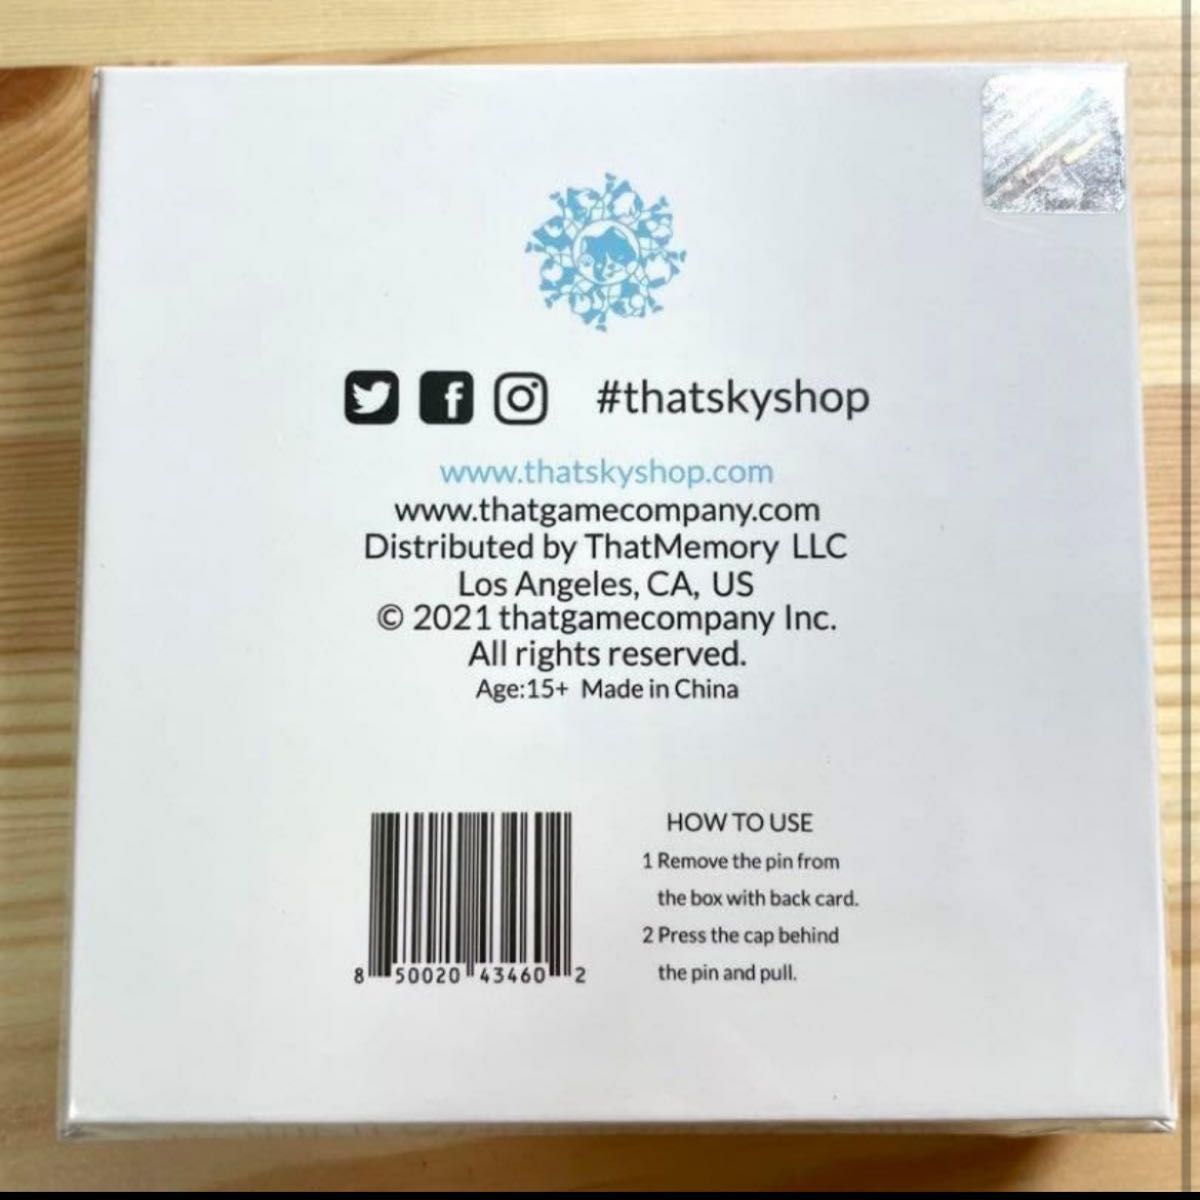 #thatskyshop
www.thatskyshop.com
www.thatgamecompany.com
Distributed by ThatMemory LLC
Los Angeles, CA, US
© 2021 thatgamecompany Inc.
All rights reserved.
Age:15+ Made in China
HOW TO USE
1 Remove the pin from
the box with back card.
2 Press the cap behind
the pin and pull.
8 50020 43460 2